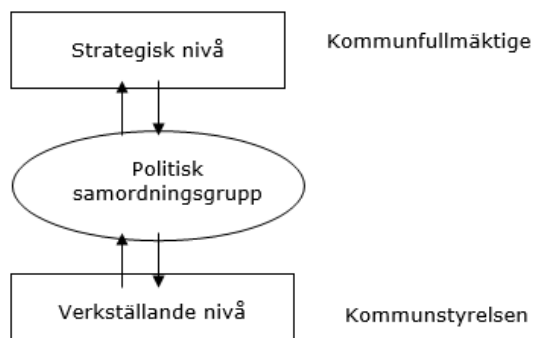 Strategisk nivå
Kommunfullmäktige
Politisk
samordningsgrupp
Verkställande nivå
Kommunstyrelsen